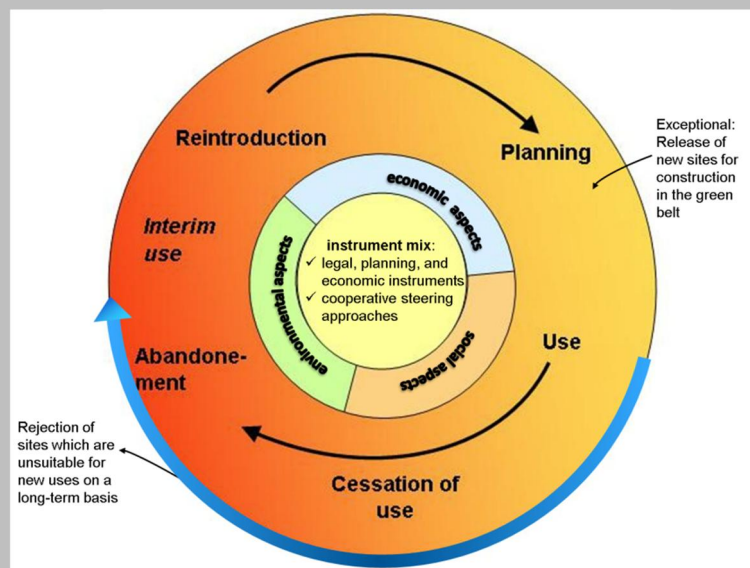 Reintroduction
Planning
Exceptional:
Release of
new sites for
construction
in the green
belt
economic aspects
Interim
use
environmental aspects
instrument mix:
✓ legal, planning, and
economic instruments
✓ cooperative steering
approaches
social aspects
Use
Abandone-
ment
Rejection of
sites which are
unsuitable for
new uses on a
long-term basis
Cessation of
use